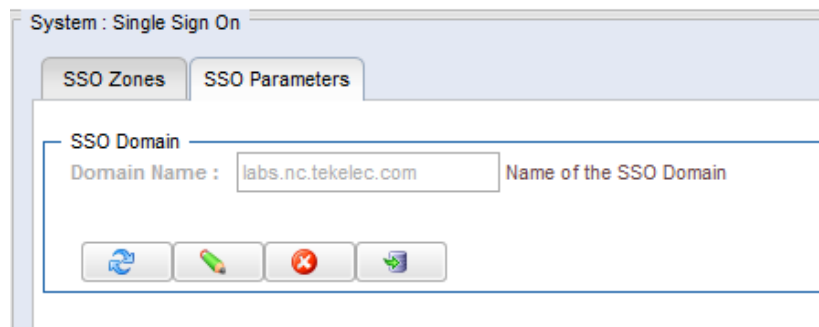 System : Single Sign On
SSO Zones SSO Parameters
SSO Domain
Domain Name : labs.nc.tekelec.com Name of the SSO Domain